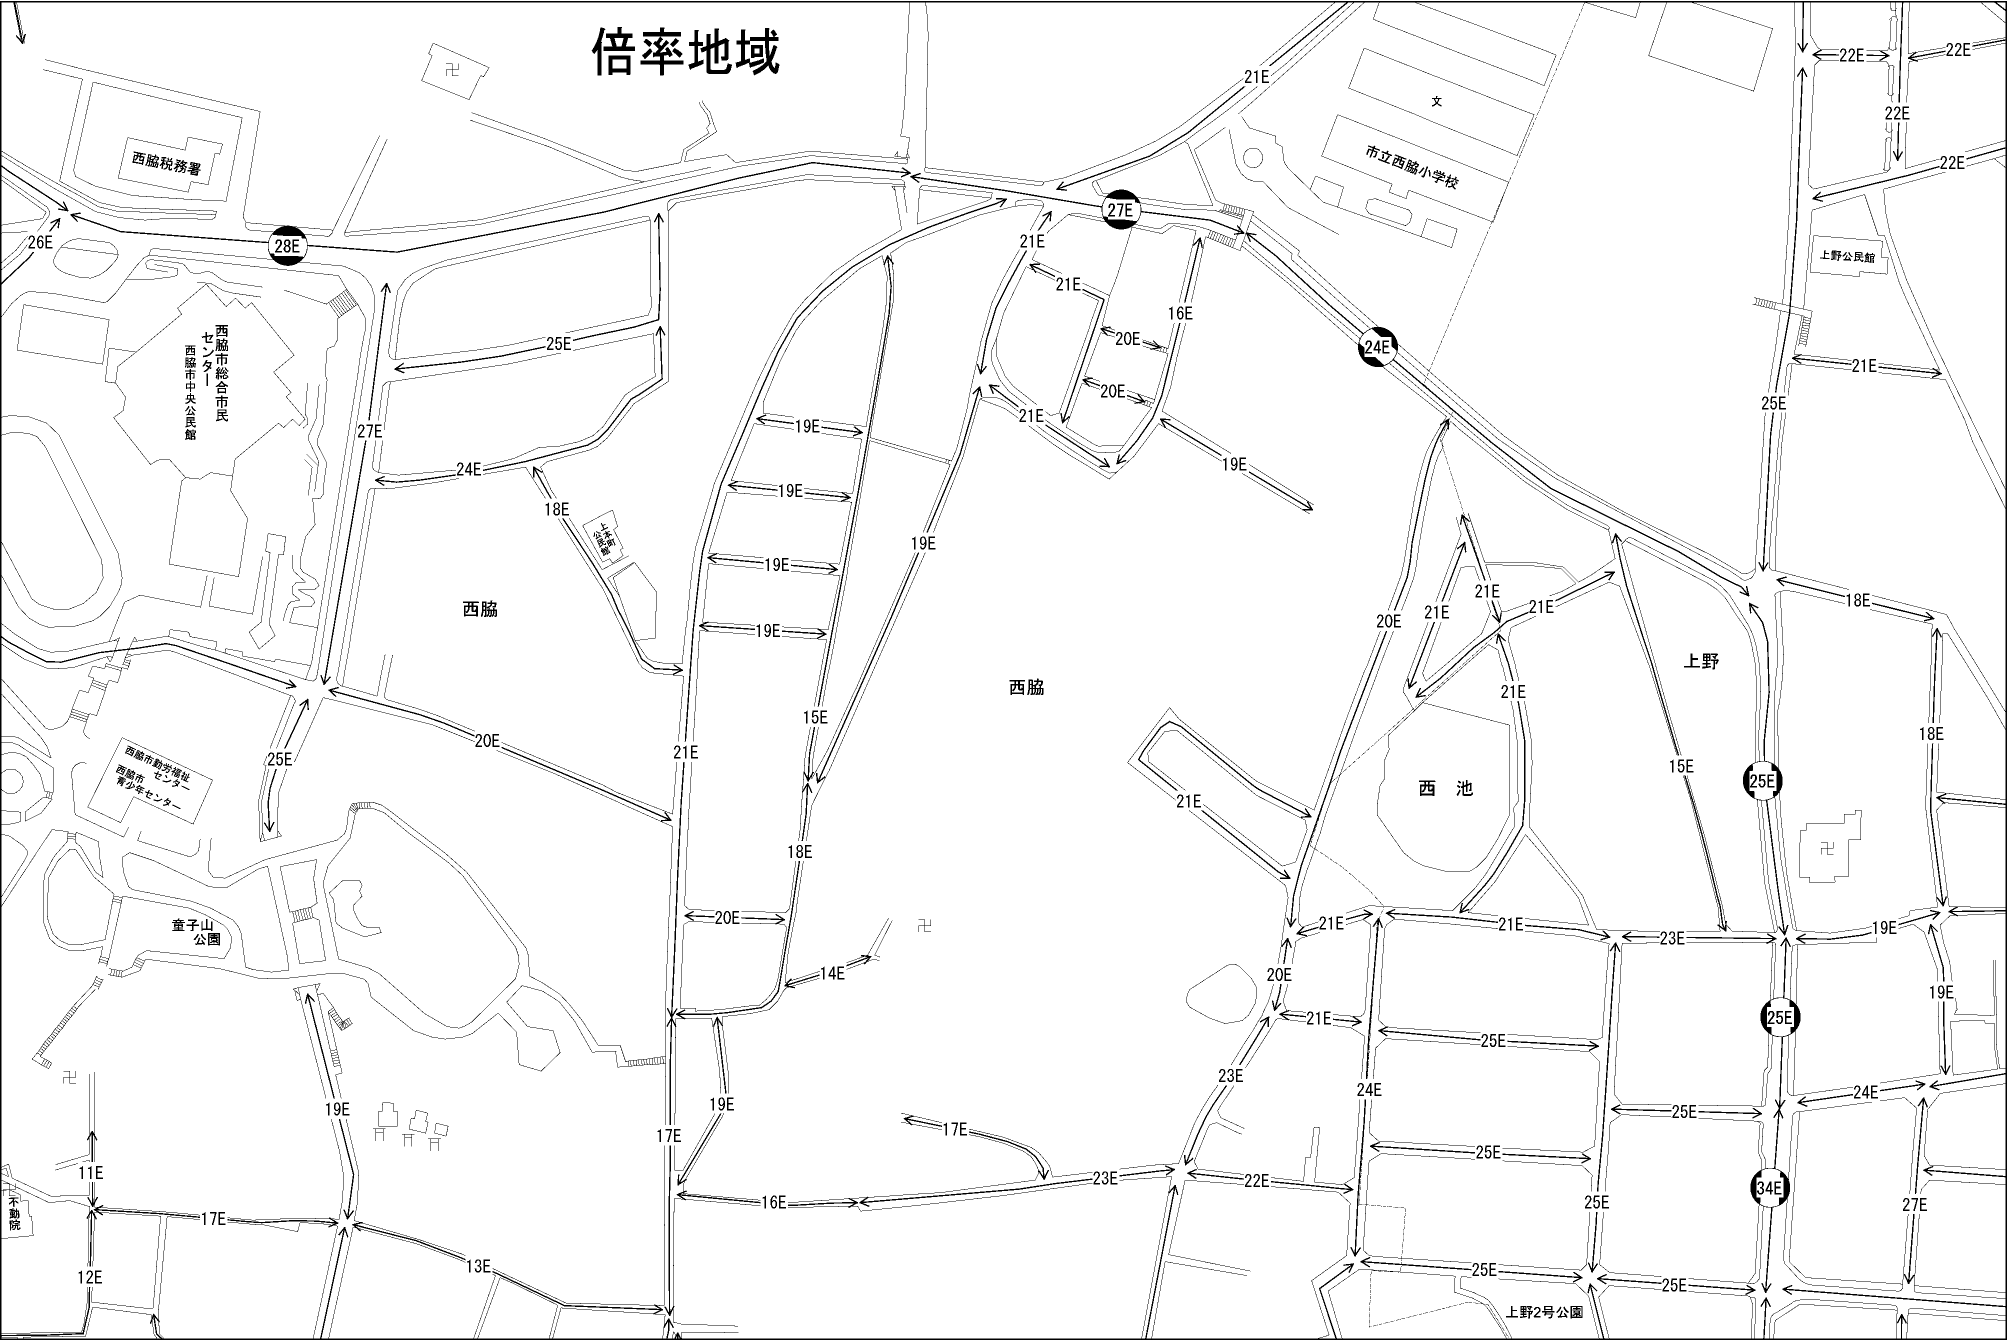 倍率地域
21E
22E
22E
22E
22E
文
市立西脇小学校
西脇税務署
27E
26E
28E
21E
21E
16E
上野公民館
20E
24E
21E
20E
25E
25E
西脇市総合市民
センター
西脇市中央公民館
27E
19E
21E
24E
19E
19E
18E
上本町
公民館
19E
19E
19E
21E
21E
21E
20E
18E
西脇
上野
西脇
21E
15E
20E
21E
25E
18E
15E
25E
西脇市勤労福祉
センター
西脇市
青少年センター
西 池
21E
18E
20E
童子山
公園
21E
21E
23E
19E
14E
20E
19E
21E
25E
25E
23E
24E
24E
19E
19E
25E
17E
17E
25E
11E
23E
22E
34E
16E
25E
27E
不動院
17E
13E
12E
25E
25E
上野2号公園